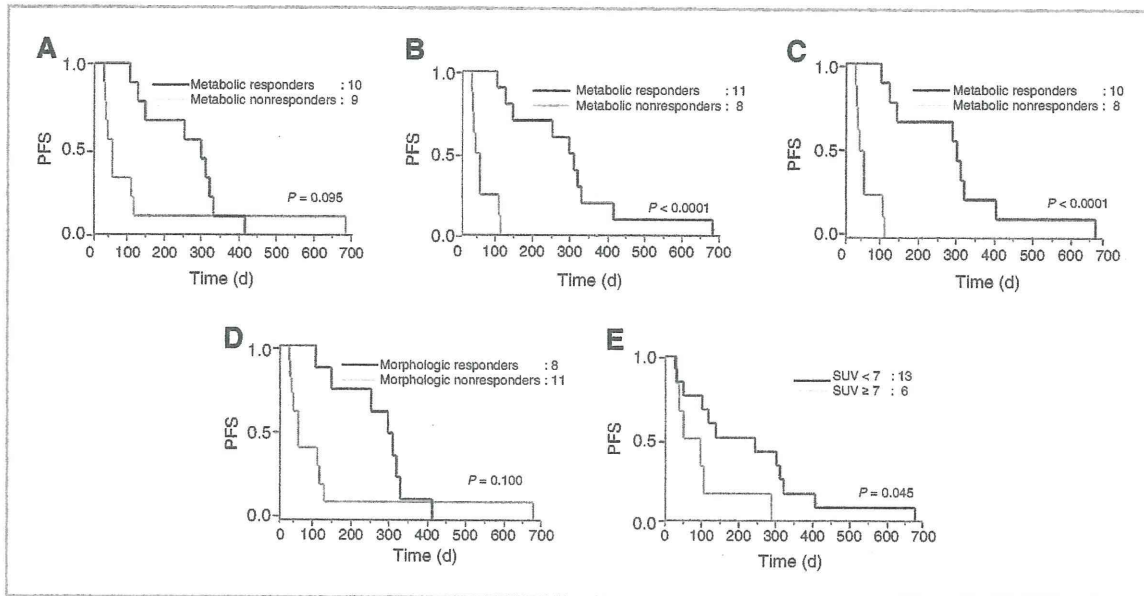 A
1.0
0.5
0.0
PFS
Metabolic responders : 10
Metabolic nonresponders : 9
P = 0.095
0 100 200 300 400 500 600 700
Time (d)
B
1.0
0.5
0.0
PFS
Metabolic responders : 11
Metabolic nonresponders : 8
P < 0.0001
0 100 200 300 400 500 600 700
Time (d)
C
1.0
0.5
0.0
PFS
Metabolic responders : 10
Metabolic nonresponders : 8
P < 0.0001
0 100 200 300 400 500 600 700
Time (d)
D
1.0
0.5
0.0
PFS
Morphologic responders : 8
Morphologic nonresponders : 11
P = 0.100
0 100 200 300 400 500 600 700
Time (d)
E
1.0
0.5
0.0
PFS
SUV < 7 : 13
SUV ≥ 7 : 6
P = 0.045
0 100 200 300 400 500 600 700
Time (d)